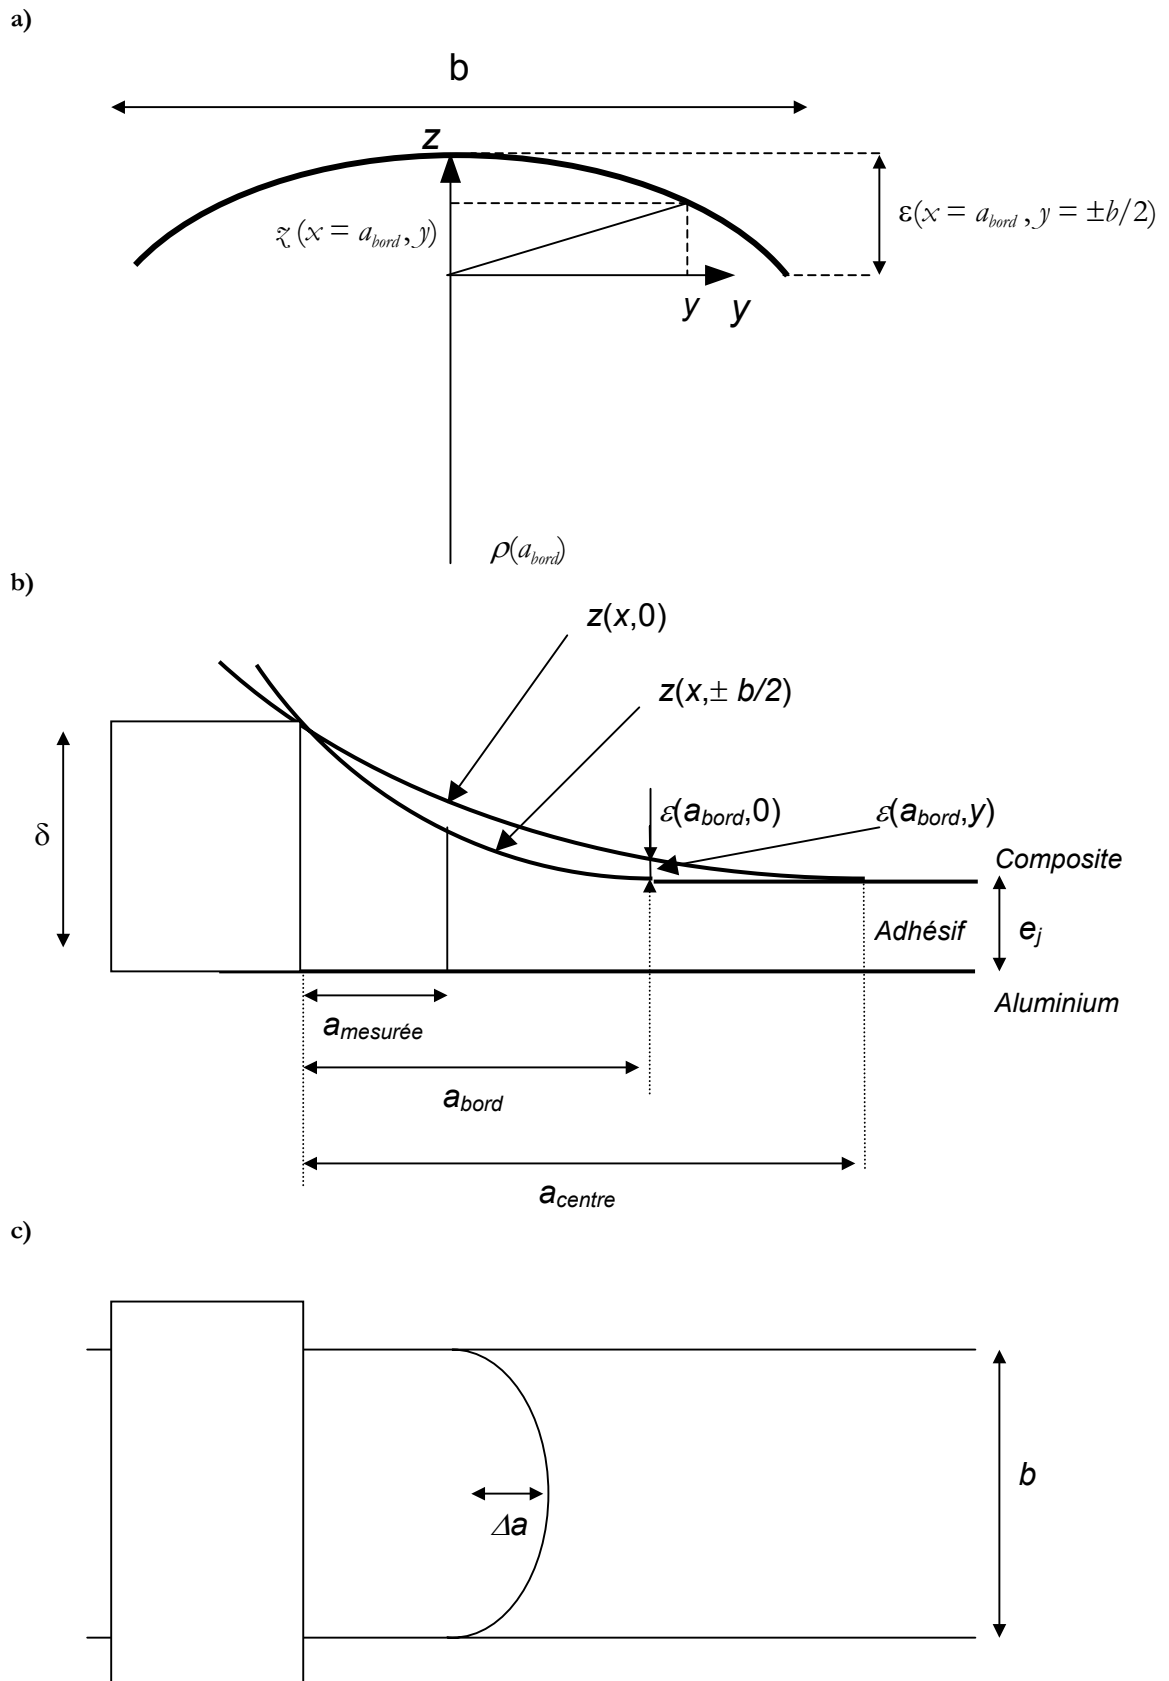 a)
b
z
z (x = a_bord, y)
ε(x = a_bord, y = ±b/2)
y
y
ρ(a_bord)
b)
z(x,0)
z(x,± b/2)
ε(a_bord,0)
ε(a_bord,y)
δ
Composite
Adhésif
e_j
Aluminium
a_mesurée
a_bord
a_centre
c)
Δa
b